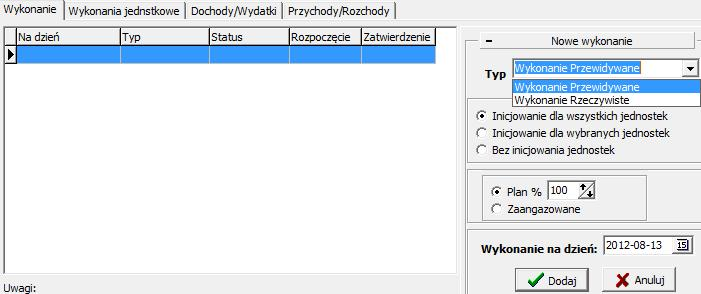 Wykonanie Wykonania jednstkowe Dochody/Wydatki Przychody/Rozchody
Na dzień Typ Status Rozpoczęcie Zatwierdzenie
Nowe wykonanie
Typ Wykonanie Przewidywane
Wykonanie Przewidywane
Wykonanie Rzeczywiste
Inicjowanie dla wszystkich jednostek
Inicjowanie dla wybranych jednostek
Bez inicjowania jednostek
Plan % 100
Zaangazowane
Wykonanie na dzień: 2012-08-13 15
Dodaj Anuluj
Uwagi: